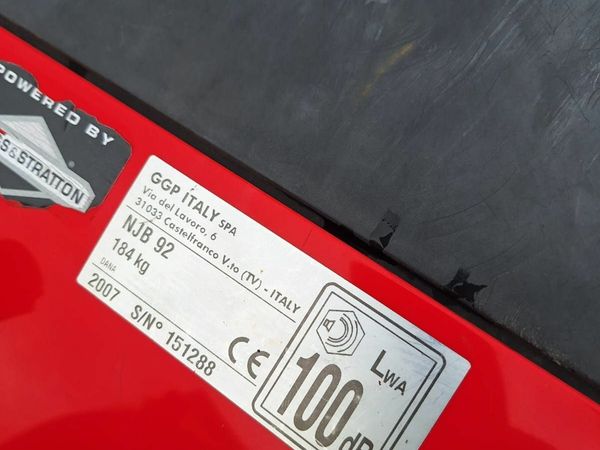 POWERED BY
S&STRATTON
GGP ITALY SPA
Via del Lavoro, 6
31033 Castelfranco V.to (TV) - ITALY
NJB 92
184 kg
DANA
2007 S/N° 151288
CE
LWA
100
dB